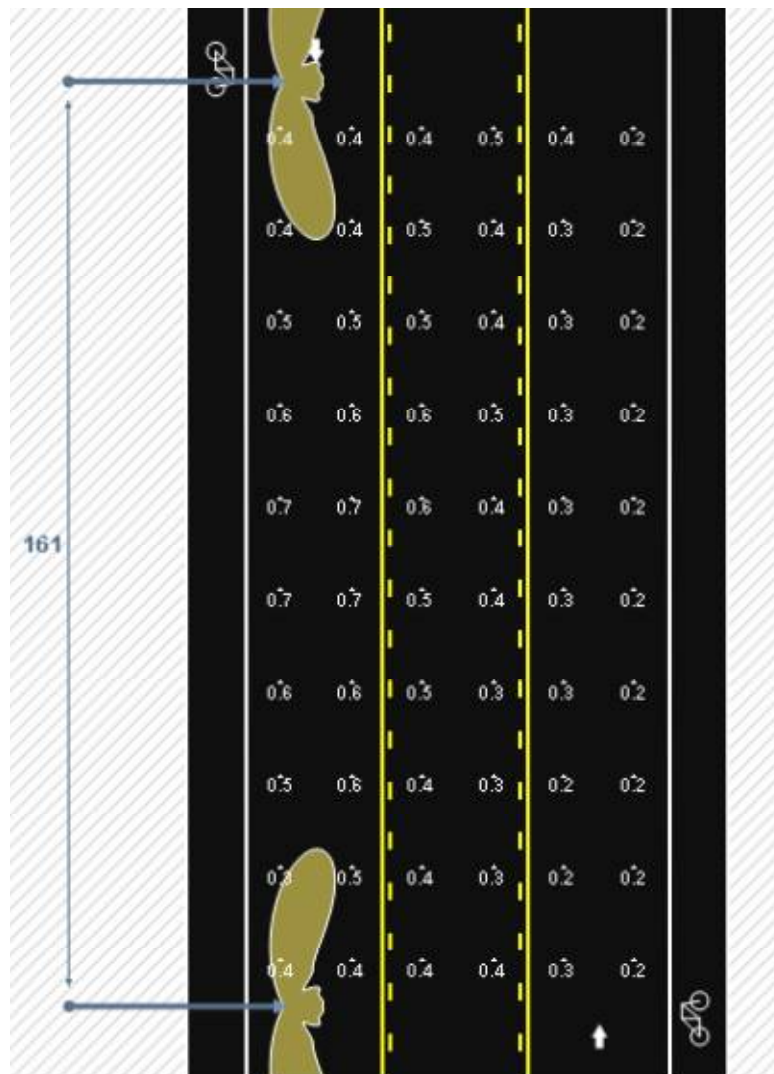 0.4 0.4 0.4 0.5 0.4 0.2
0.4 0.4 0.5 0.4 0.3 0.2
0.5 0.5 0.5 0.4 0.3 0.2
0.6 0.6 0.6 0.5 0.3 0.2
0.7 0.7 0.6 0.4 0.3 0.2
161
0.7 0.7 0.5 0.4 0.3 0.2
0.6 0.6 0.5 0.3 0.3 0.2
0.5 0.6 0.4 0.3 0.2 0.2
0.3 0.5 0.4 0.3 0.2 0.2
0.4 0.4 0.4 0.4 0.3 0.2